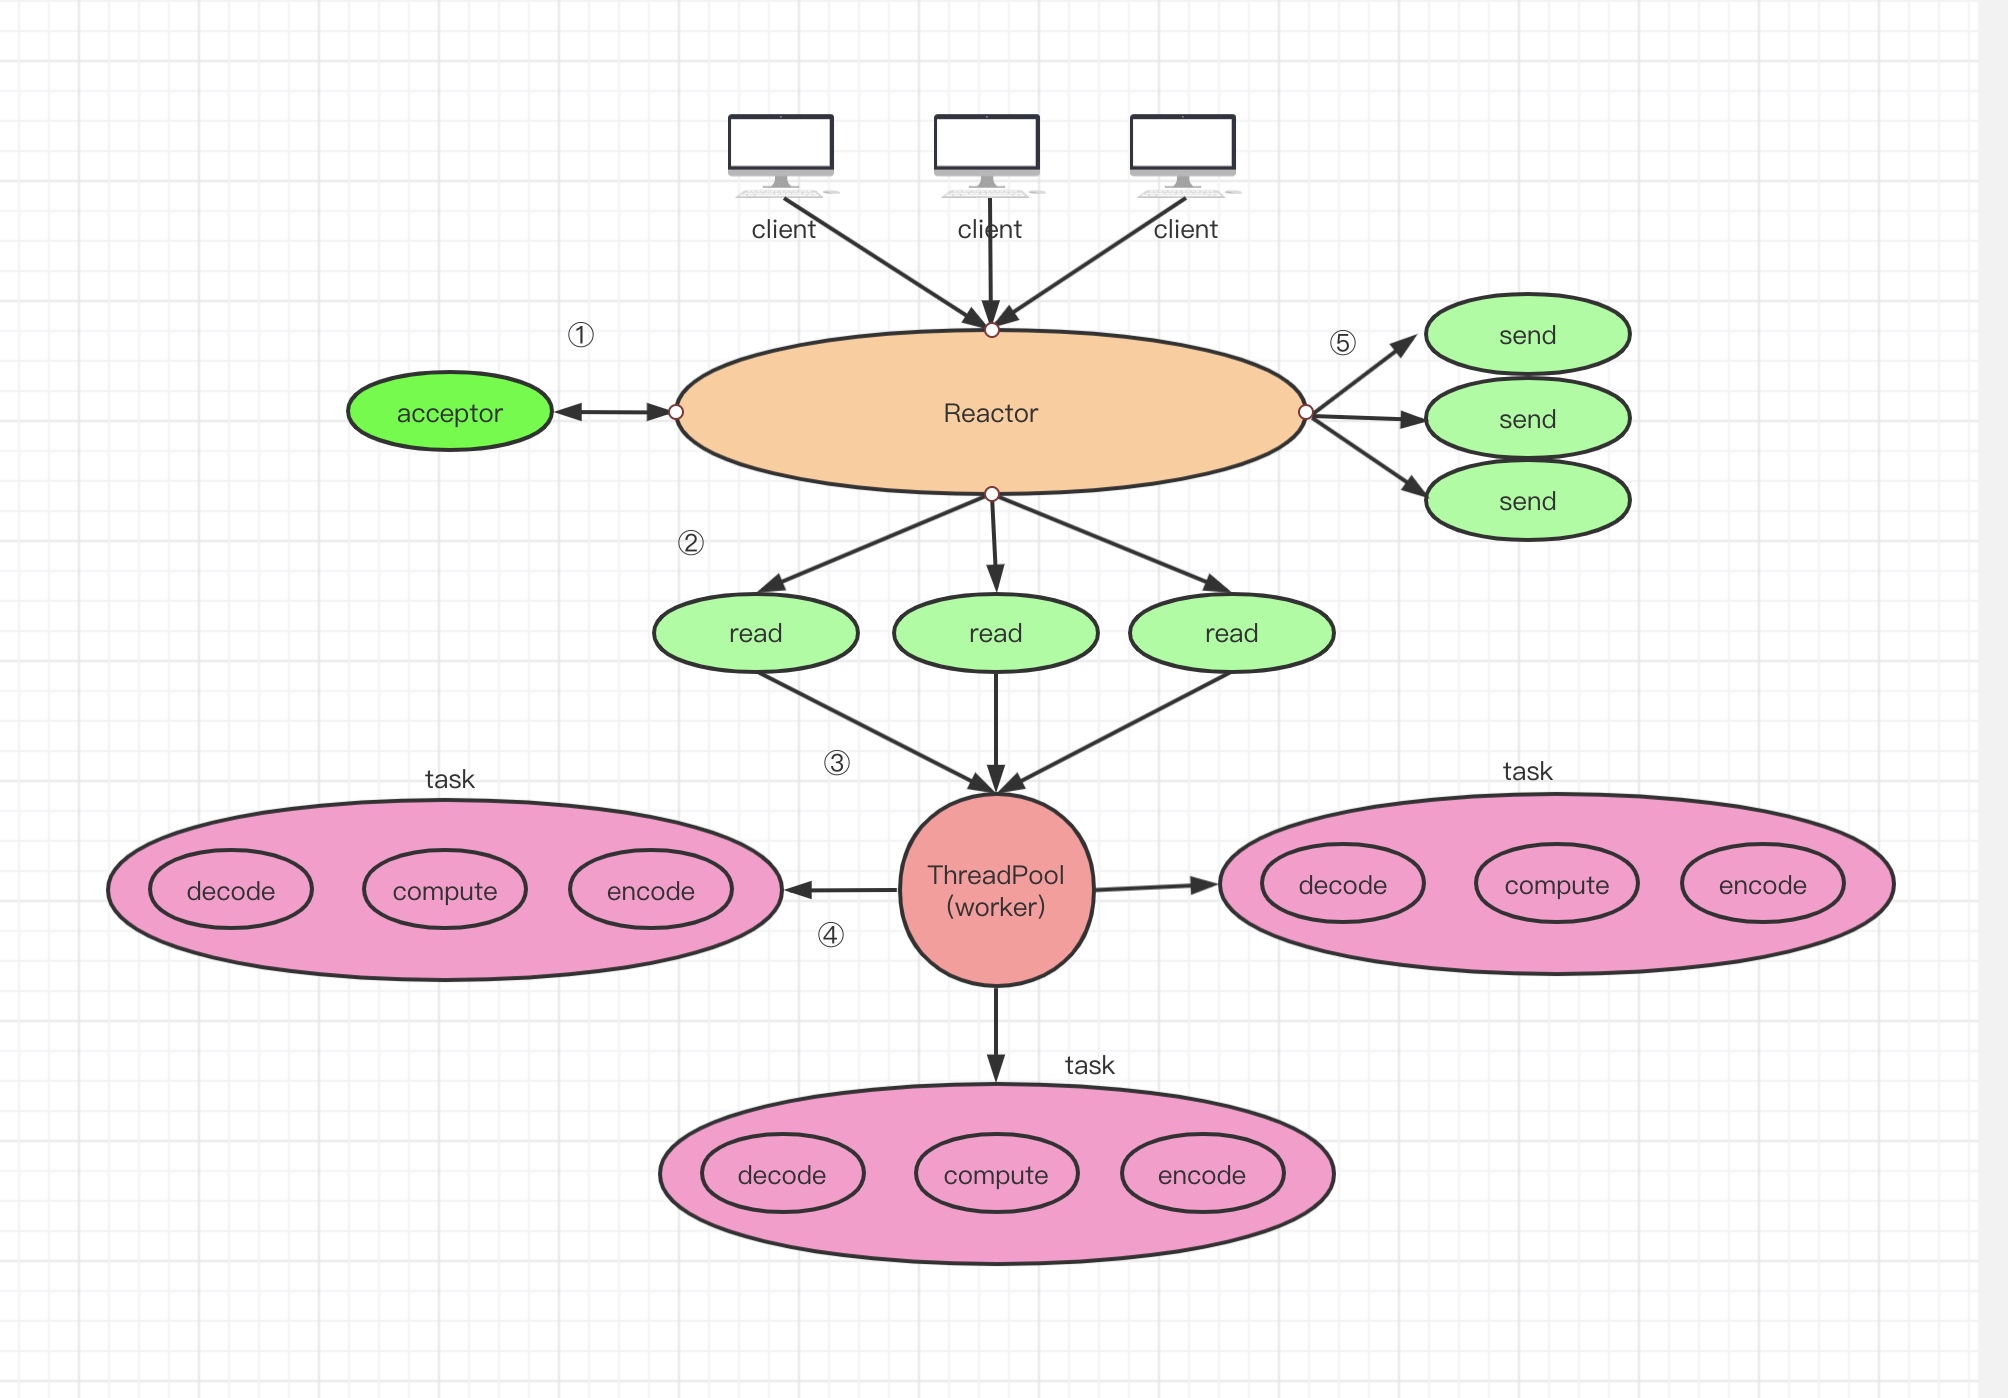 client
client
client
①
⑤
send
acceptor
Reactor
send
send
②
read
read
read
③
task
task
ThreadPool
(worker)
decode
compute
encode
decode
compute
encode
④
task
decode
compute
encode